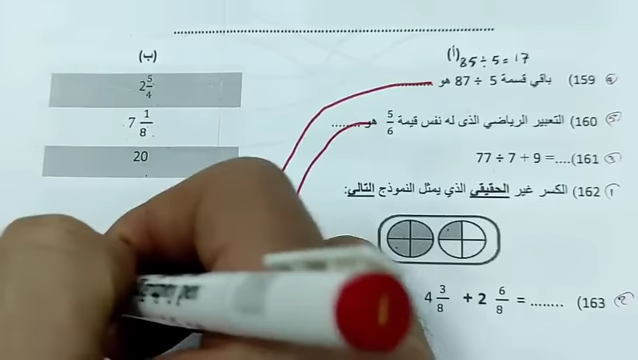 (أ)
85 ÷ 5 = 17
159) باقي قسمة 5 ÷ 87 هو ..........
160) التعبير الرياضي الذى له نفس قيمة 5/6 هو ........
161) .... = 77 ÷ 7 + 9
162) الكسر غير الحقيقي الذي يمثل النموذج التالي:
163) 4 3/8 + 2 6/8 = ........
(ب)
2 5/4
7 1/8
20